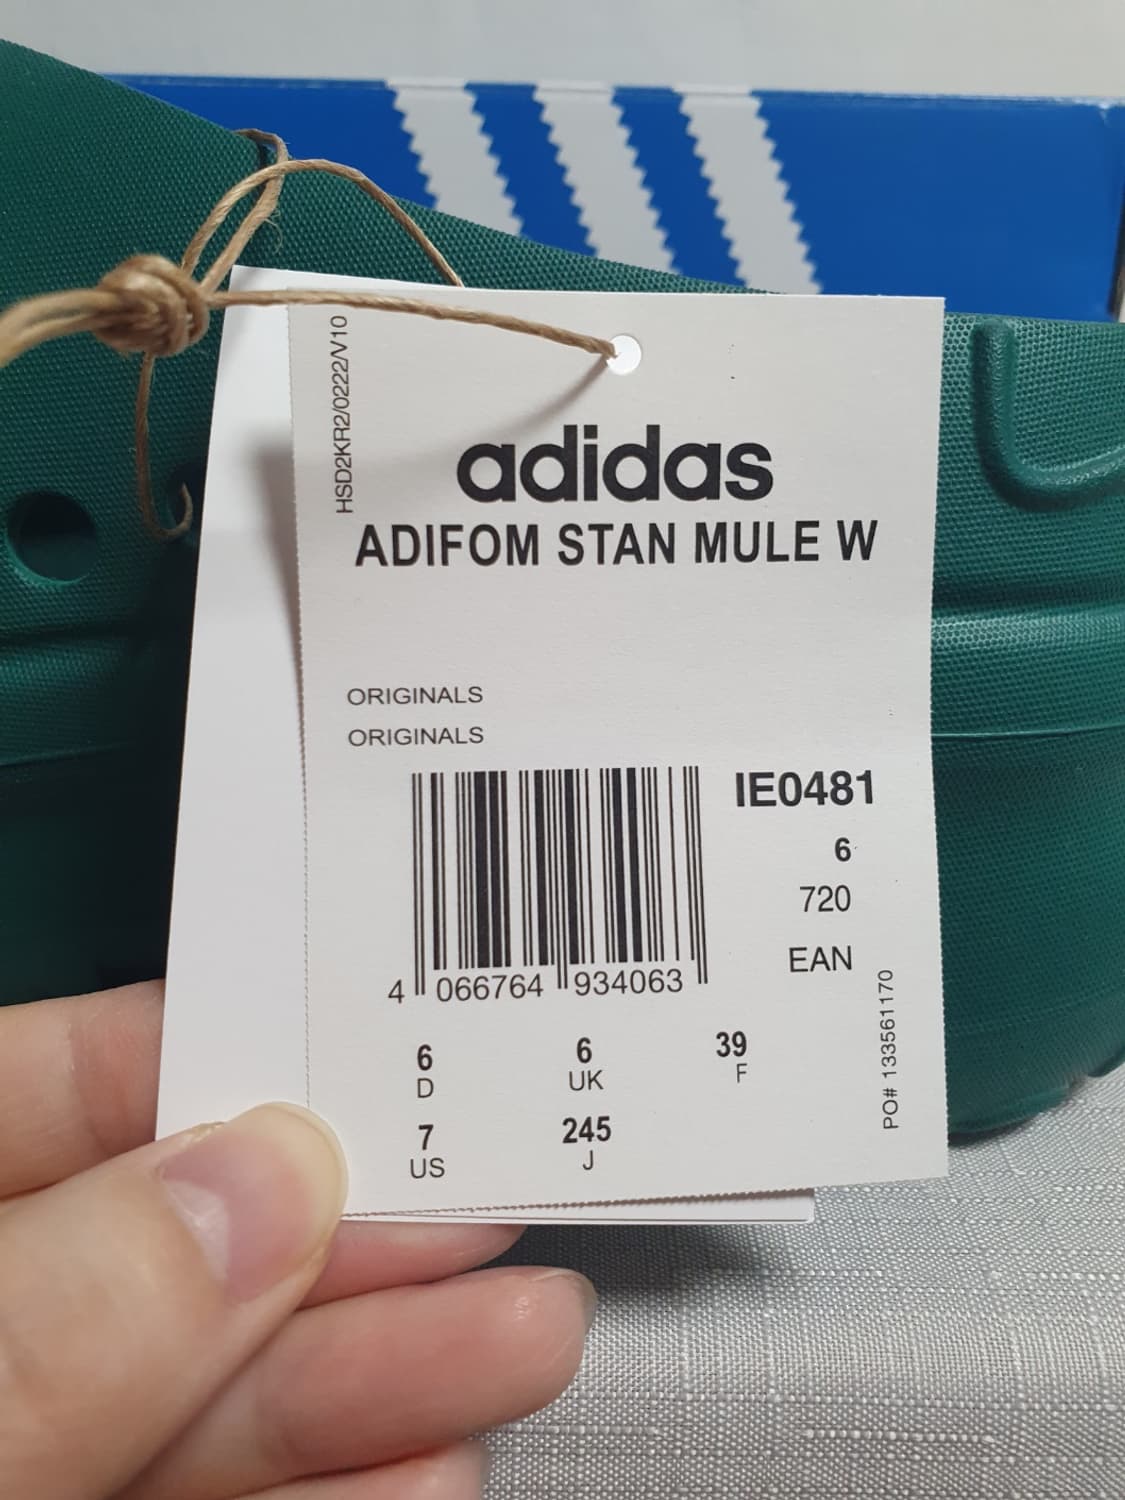 HSD2KR2/0222/V10
adidas
ADIFOM STAN MULE W
ORIGINALS
ORIGINALS
IE0481
6
720
EAN
4 066764 934063
PO# 133561170
6 6 39
D UK F
7 245
US J